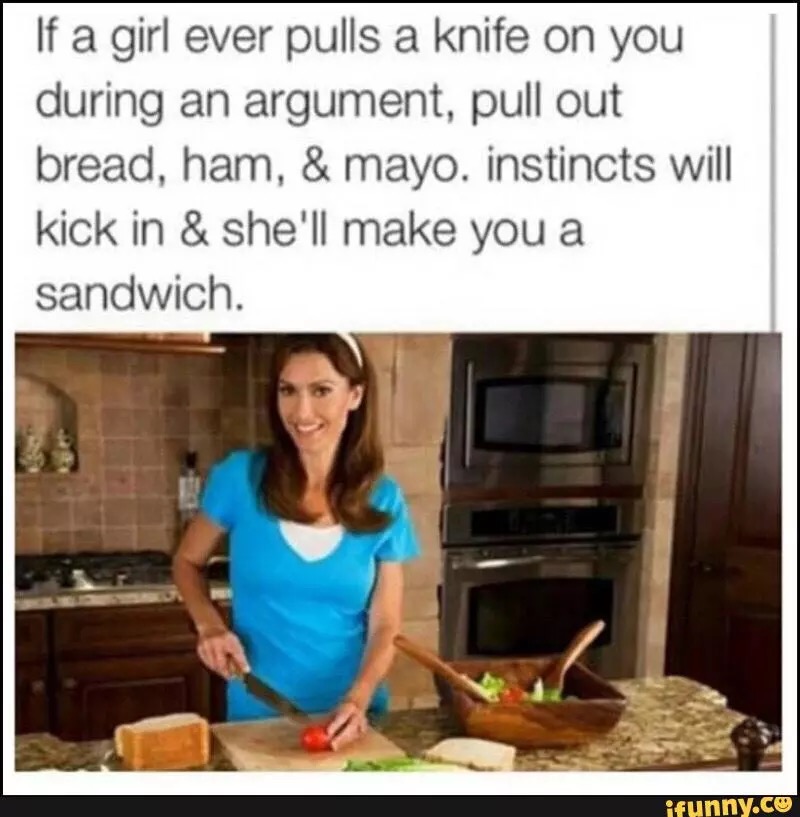 If a girl ever pulls a knife on you
during an argument, pull out
bread, ham, & mayo. instincts will
kick in & she'll make you a
sandwich.
ifunny.co